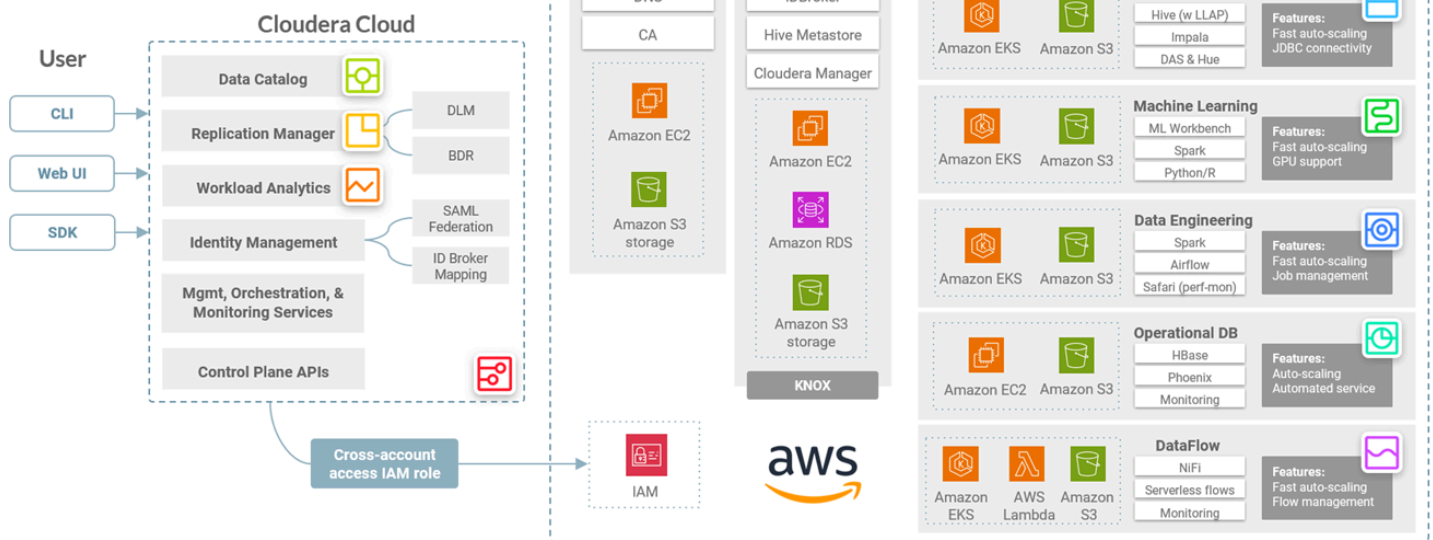 Cloudera Cloud
User
CLI
Web UI
SDK
Data Catalog
Replication Manager
DLM
BDR
Workload Analytics
Identity Management
SAML
Federation
ID Broker
Mapping
Mgmt, Orchestration, &
Monitoring Services
Control Plane APIs
Cross-account
access IAM role
IAM
CA
Amazon EC2
Amazon S3
storage
Hive Metastore
Cloudera Manager
Amazon EC2
Amazon RDS
Amazon S3
storage
KNOX
aws
Amazon EKS
Amazon S3
Hive (w LLAP)
Impala
DAS & Hue
Features:
Fast auto-scaling
JDBC connectivity
Machine Learning
Amazon EKS
Amazon S3
ML Workbench
Spark
Python/R
Features:
Fast auto-scaling
GPU support
Data Engineering
Amazon EKS
Amazon S3
Spark
Airflow
Safari (perf-mon)
Features:
Fast auto-scaling
Job management
Operational DB
Amazon EC2
Amazon S3
HBase
Phoenix
Monitoring
Features:
Auto-scaling
Automated service
DataFlow
Amazon
EKS
AWS
Lambda
Amazon
S3
NiFi
Serverless flows
Monitoring
Features:
Fast auto-scaling
Flow management